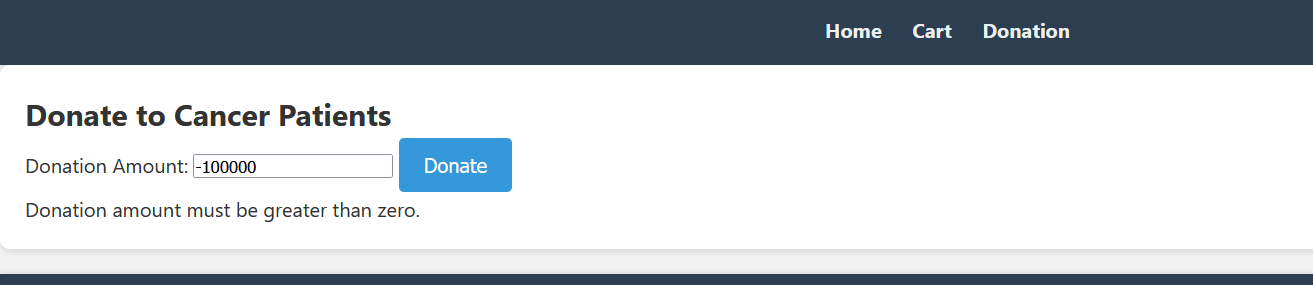 Home Cart Donation
Donate to Cancer Patients
Donation Amount: -100000 Donate
Donation amount must be greater than zero.